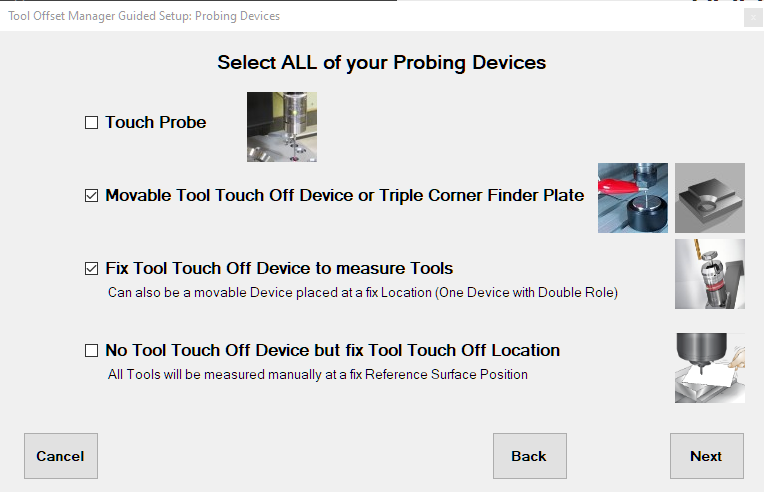 Tool Offset Manager Guided Setup: Probing Devices
x
Select ALL of your Probing Devices
Touch Probe
Movable Tool Touch Off Device or Triple Corner Finder Plate
Fix Tool Touch Off Device to measure Tools
Can also be a movable Device placed at a fix Location (One Device with Double Role)
No Tool Touch Off Device but fix Tool Touch Off Location
All Tools will be measured manually at a fix Reference Surface Position
Cancel
Back
Next